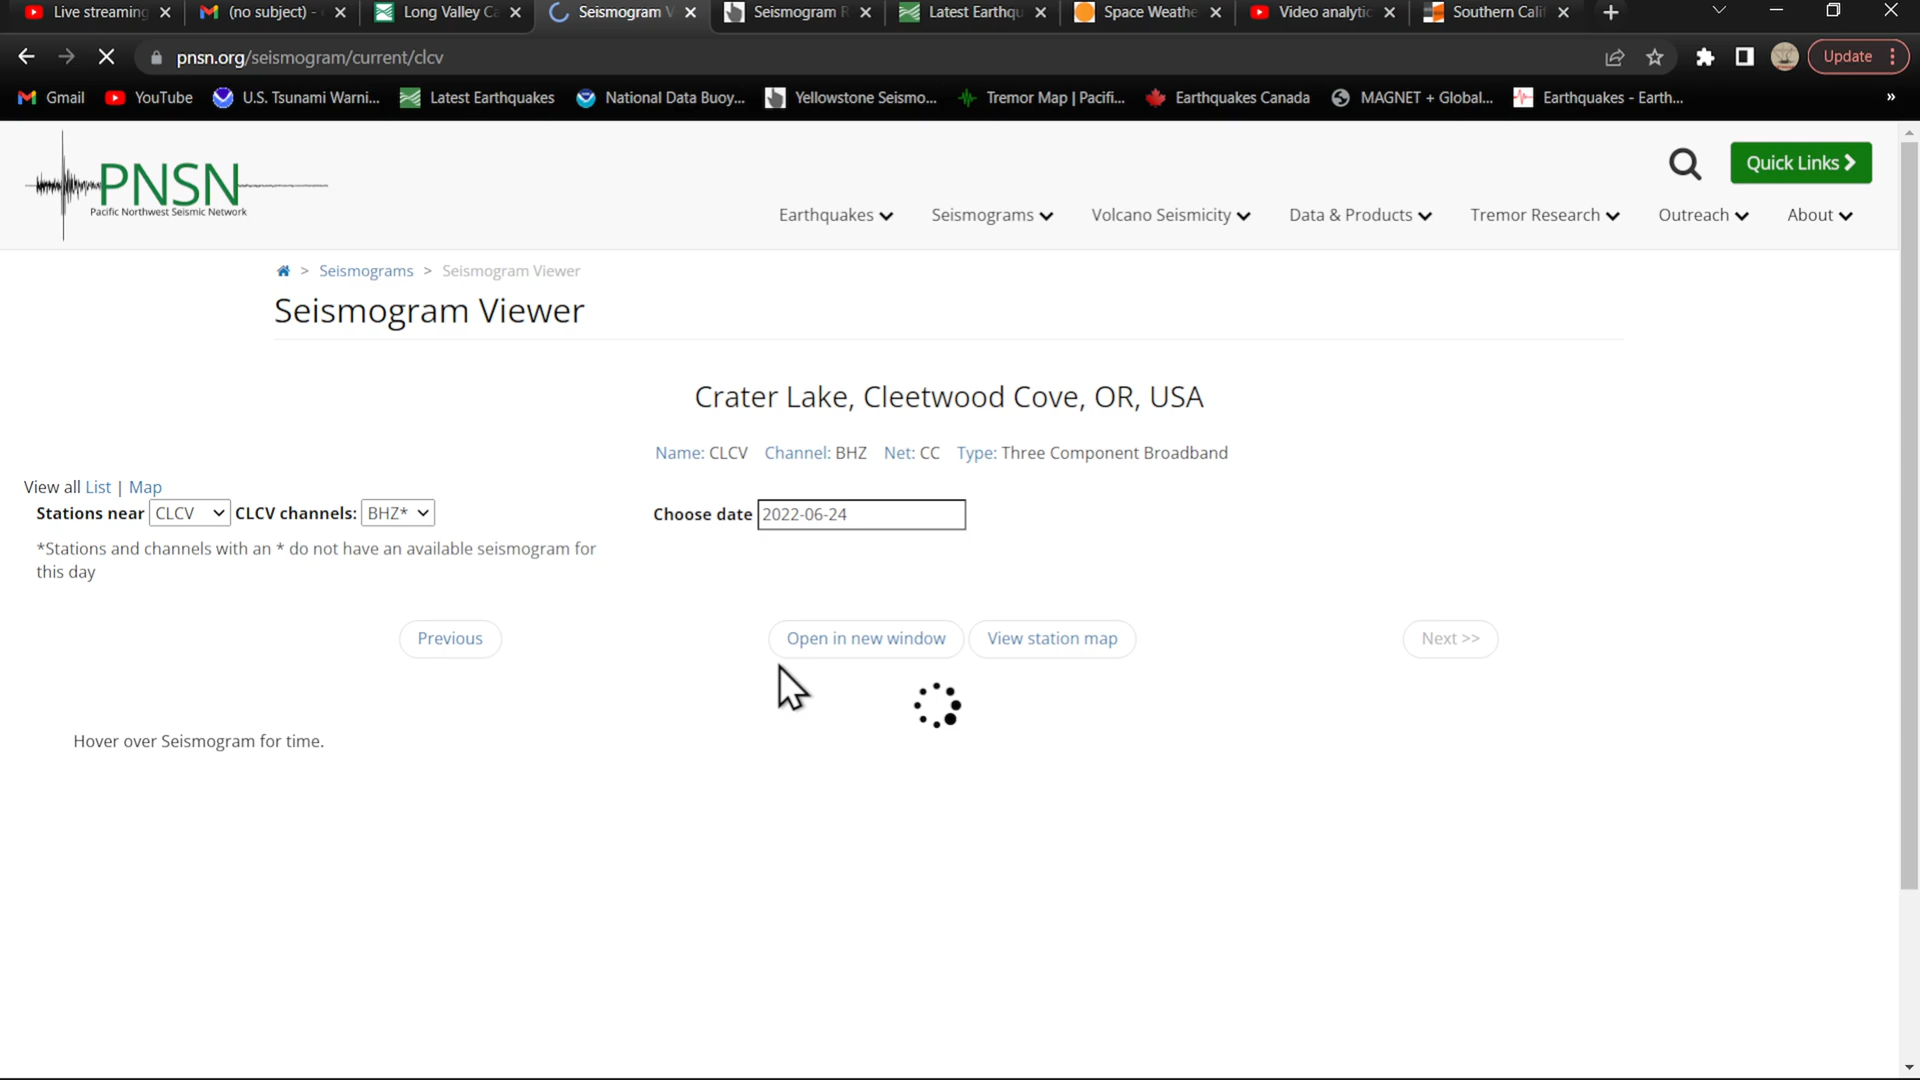 Live streaming
(no subject) -
Long Valley Ca
Seismogram V
Seismogram R
Latest Earthqu
Space Weathe
Video analytic
Southern Calif
pnsn.org/seismogram/current/clcv
Update
Gmail
YouTube
U.S. Tsunami Warni...
Latest Earthquakes
National Data Buoy...
Yellowstone Seismo...
Tremor Map | Pacifi...
Earthquakes Canada
MAGNET + Global...
Earthquakes - Earth...
»
PNSN
Pacific Northwest Seismic Network
Quick Links
Earthquakes
Seismograms
Volcano Seismicity
Data & Products
Tremor Research
Outreach
About
> Seismograms > Seismogram Viewer
Seismogram Viewer
Crater Lake, Cleetwood Cove, OR, USA
Name: CLCV Channel: BHZ Net: CC Type: Three Component Broadband
View all List | Map
Stations near CLCV CLCV channels: BHZ*
Choose date 2022-06-24
*Stations and channels with an * do not have an available seismogram for
this day
Previous
Open in new window
View station map
Next >>
Hover over Seismogram for time.